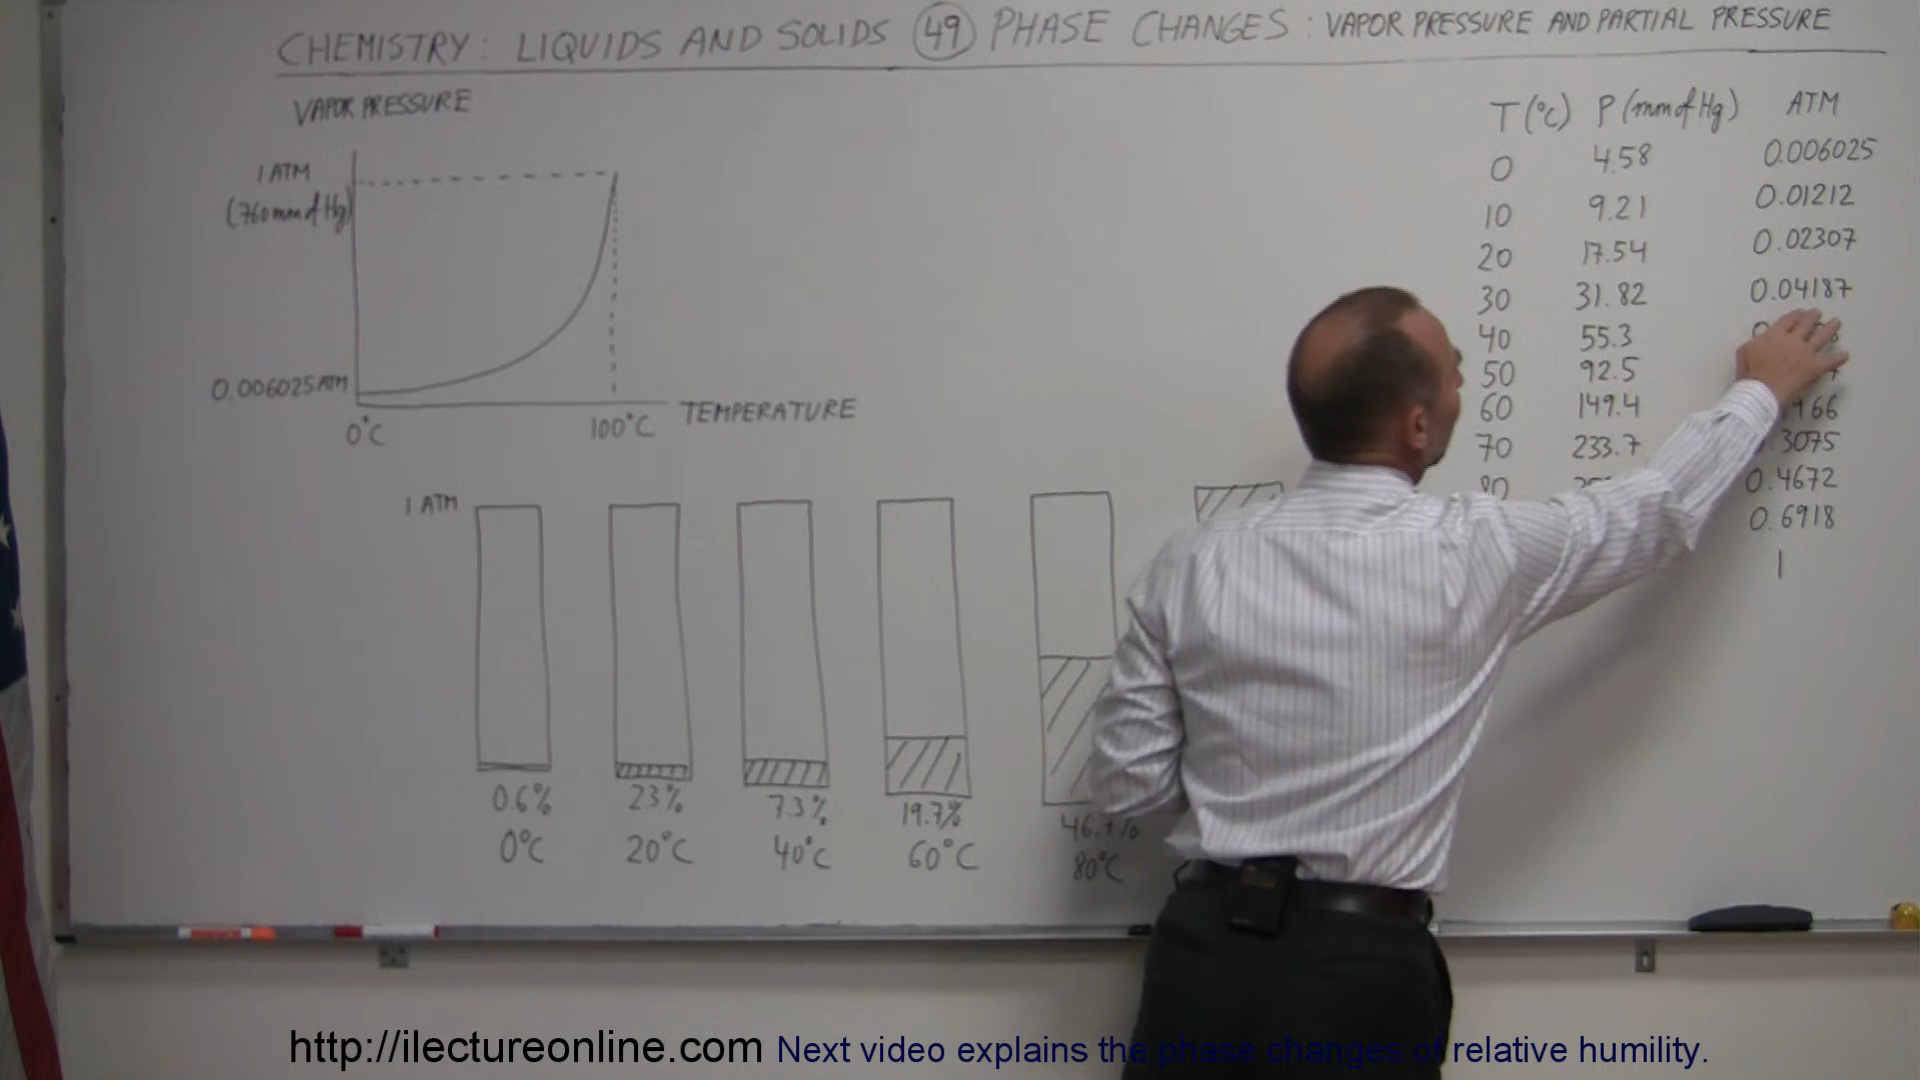 CHEMISTRY: LIQUIDS AND SOLIDS 49 PHASE CHANGES: VAPOR PRESSURE AND PARTIAL PRESSURE
VAPOR PRESSURE
1 ATM
(760 mm of Hg)
0.006025 ATM
0°C
100°C
TEMPERATURE
T (°C) P (mm of Hg) ATM
0 4.58 0.006025
10 9.21 0.01212
20 17.54 0.02307
30 31.82 0.04187
40 55.3
50 92.5
60 149.4
70 233.7
80 0.4672
0.6918
1
1 ATM
0.6% 2.3% 7.3% 19.7%
0°C 20°C 40°C 60°C 80°C
http://ilectureonline.com Next video explains the phase changes of relative humility.